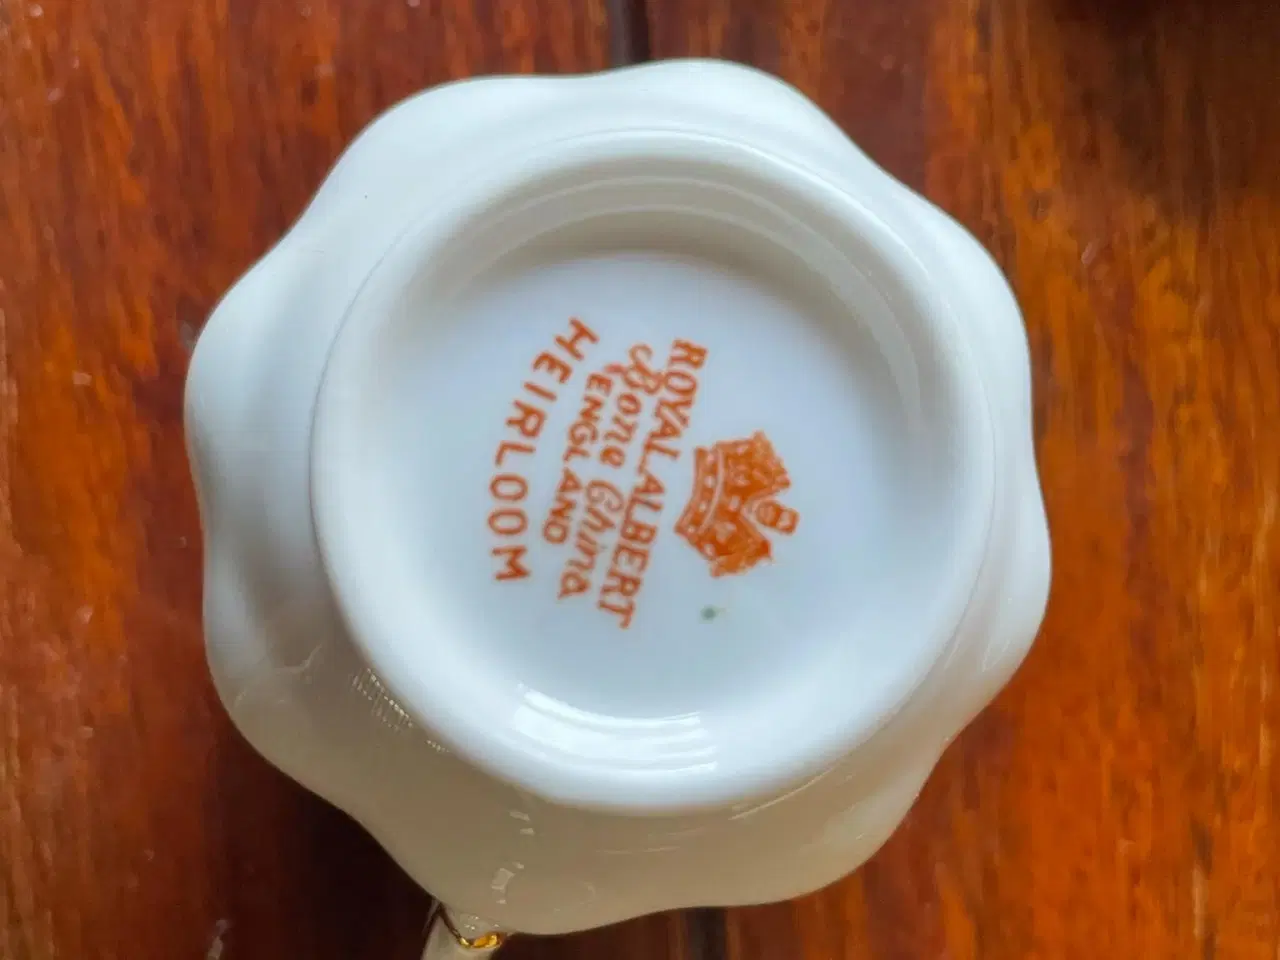 ROYAL ALBERT
Bone China
ENGLAND
HEIRLOOM